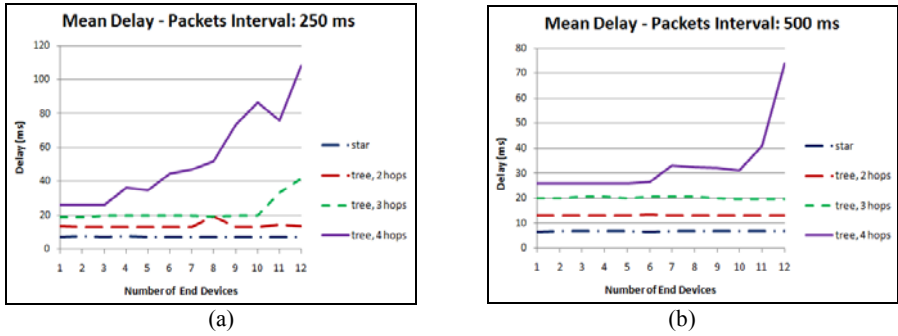 Mean Delay - Packets Interval: 250 ms
120
100
80
60
40
20
0
Delay [ms]
1 2 3 4 5 6 7 8 9 10 11 12
Number of End Devices
star
tree, 2 hops
tree, 3 hops
tree, 4 hops
(a)
Mean Delay - Packets Interval: 500 ms
80
70
60
50
40
30
20
10
0
Delay [ms]
1 2 3 4 5 6 7 8 9 10 11 12
Number of End Devices
star
tree, 2 hops
tree, 3 hops
tree, 4 hops
(b)